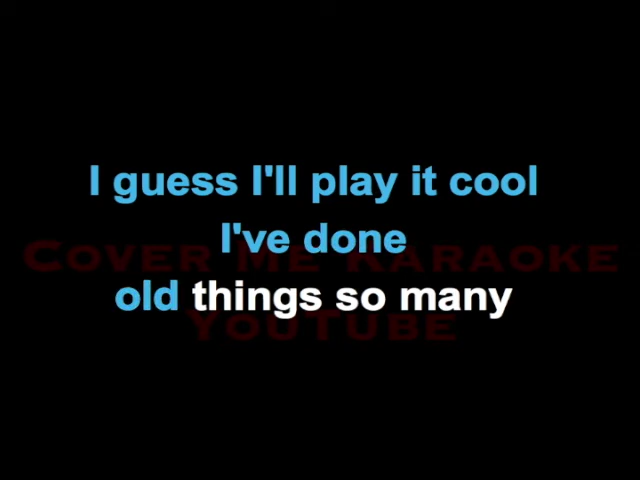 I guess I'll play it cool
I've done
Cover Me Karaoke
old things so many
YouTube